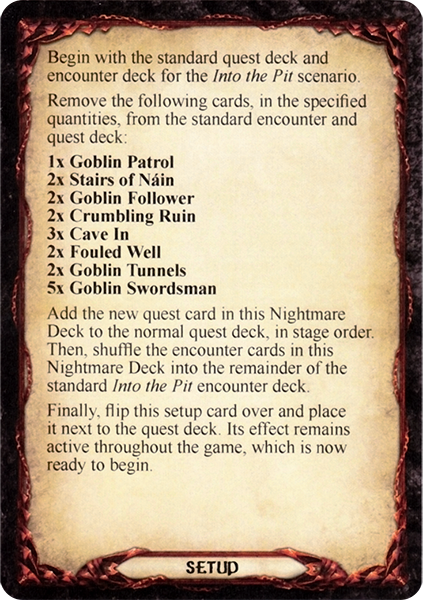 Begin with the standard quest deck and
encounter deck for the Into the Pit scenario.
Remove the following cards, in the specified
quantities, from the standard encounter and
quest deck:
1x Goblin Patrol
2x Stairs of Náin
2x Goblin Follower
2x Crumbling Ruin
3x Cave In
2x Fouled Well
2x Goblin Tunnels
5x Goblin Swordsman
Add the new quest card in this Nightmare
Deck to the normal quest deck, in stage order.
Then, shuffle the encounter cards in this
Nightmare Deck into the remainder of the
standard Into the Pit encounter deck.
Finally, flip this setup card over and place
it next to the quest deck. Its effect remains
active throughout the game, which is now
ready to begin.
SETUP